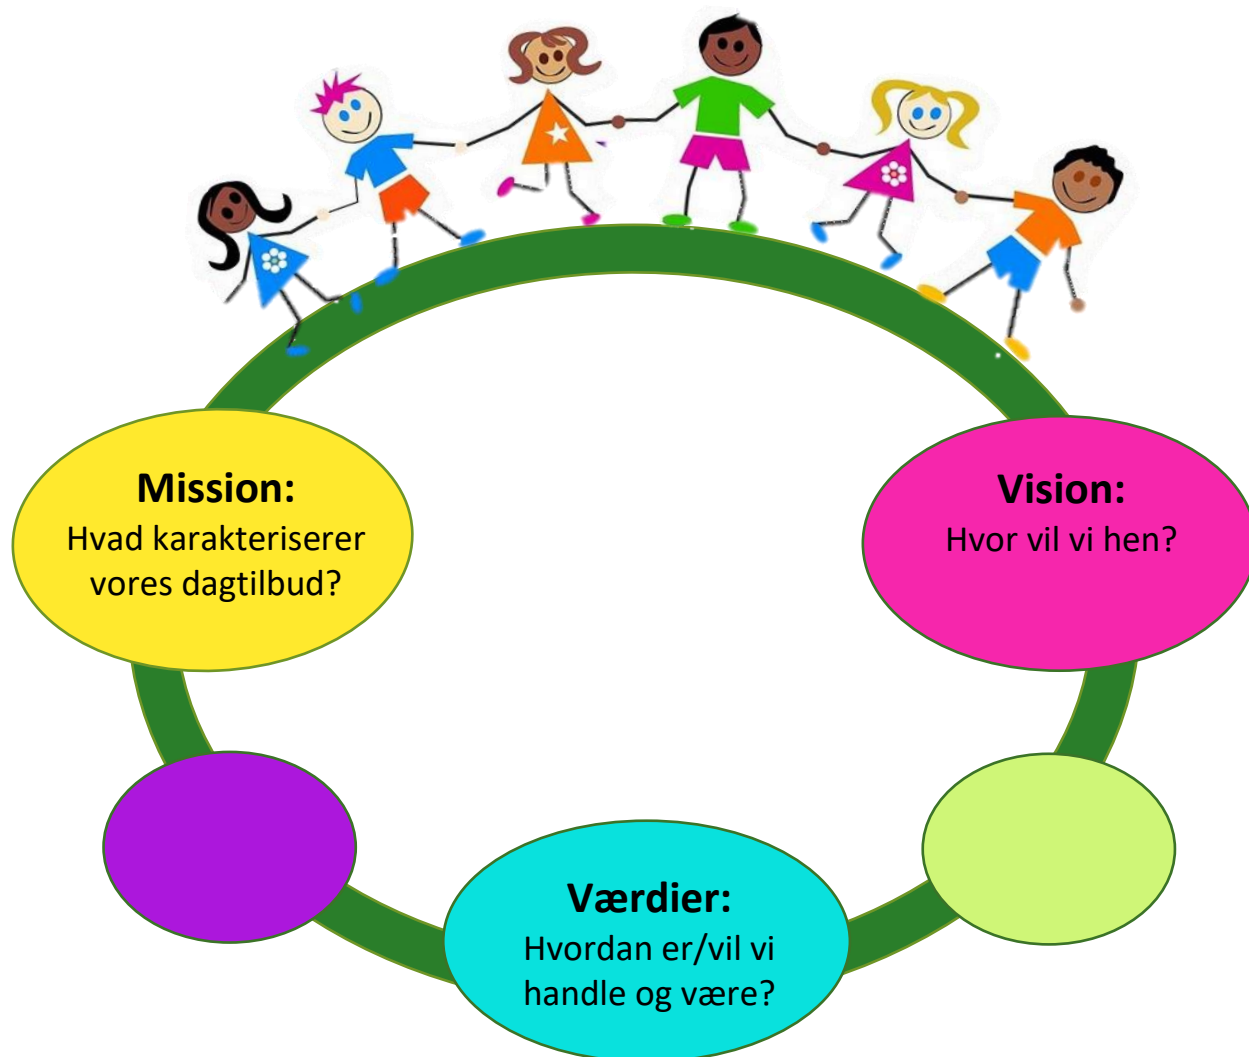 Mission:
Hvad karakteriserer
vores dagtilbud?
Vision:
Hvor vil vi hen?
Værdier:
Hvordan er/vil vi
handle og være?